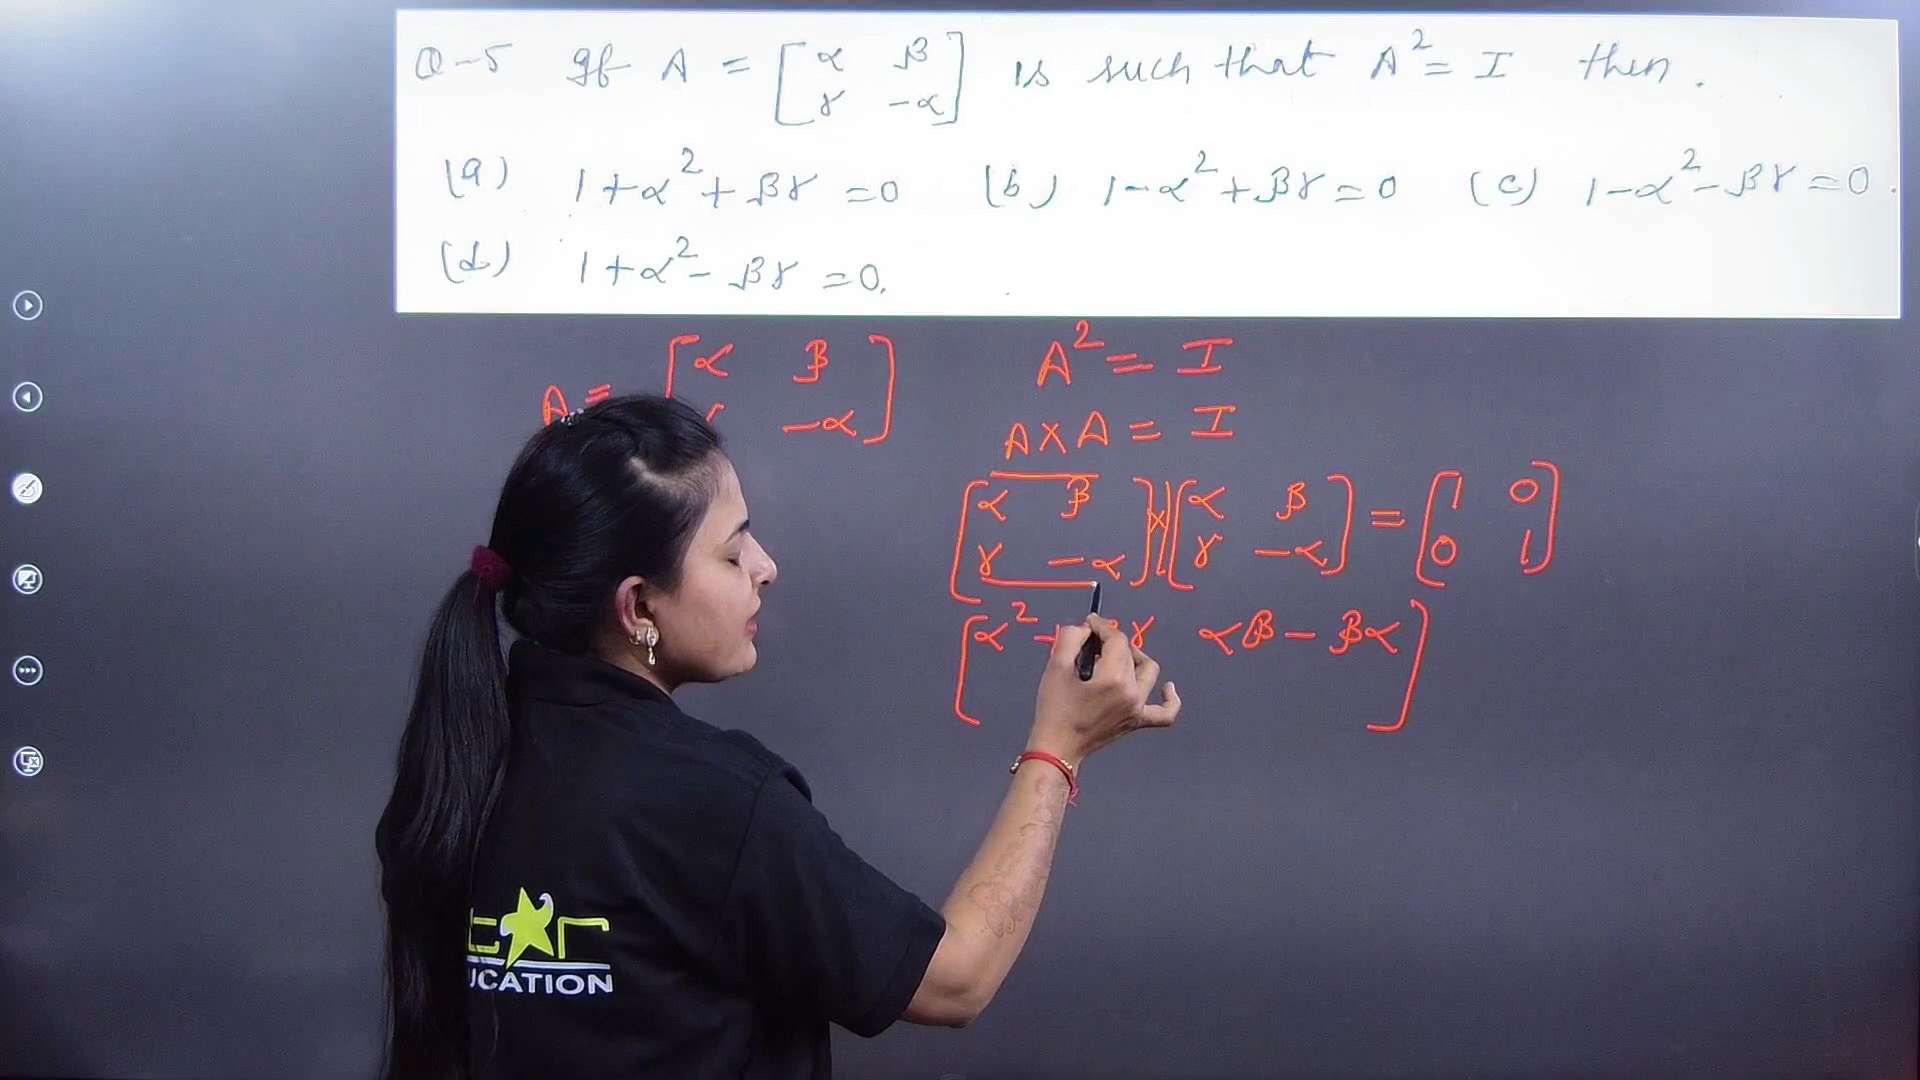 Q-5 If A = [α β
γ -α] is such that A² = I then.
(a) 1+α²+βγ =0 (b) 1-α²+βγ=0 (c) 1-α²-βγ=0.
(d) 1+α²-βγ =0.
A = [α β
-α]
A² = I
A×A = I
[α β
γ -α] × [α β
γ -α] = [1 0
0 1]
[α² + γ αβ - βα]
UCATION